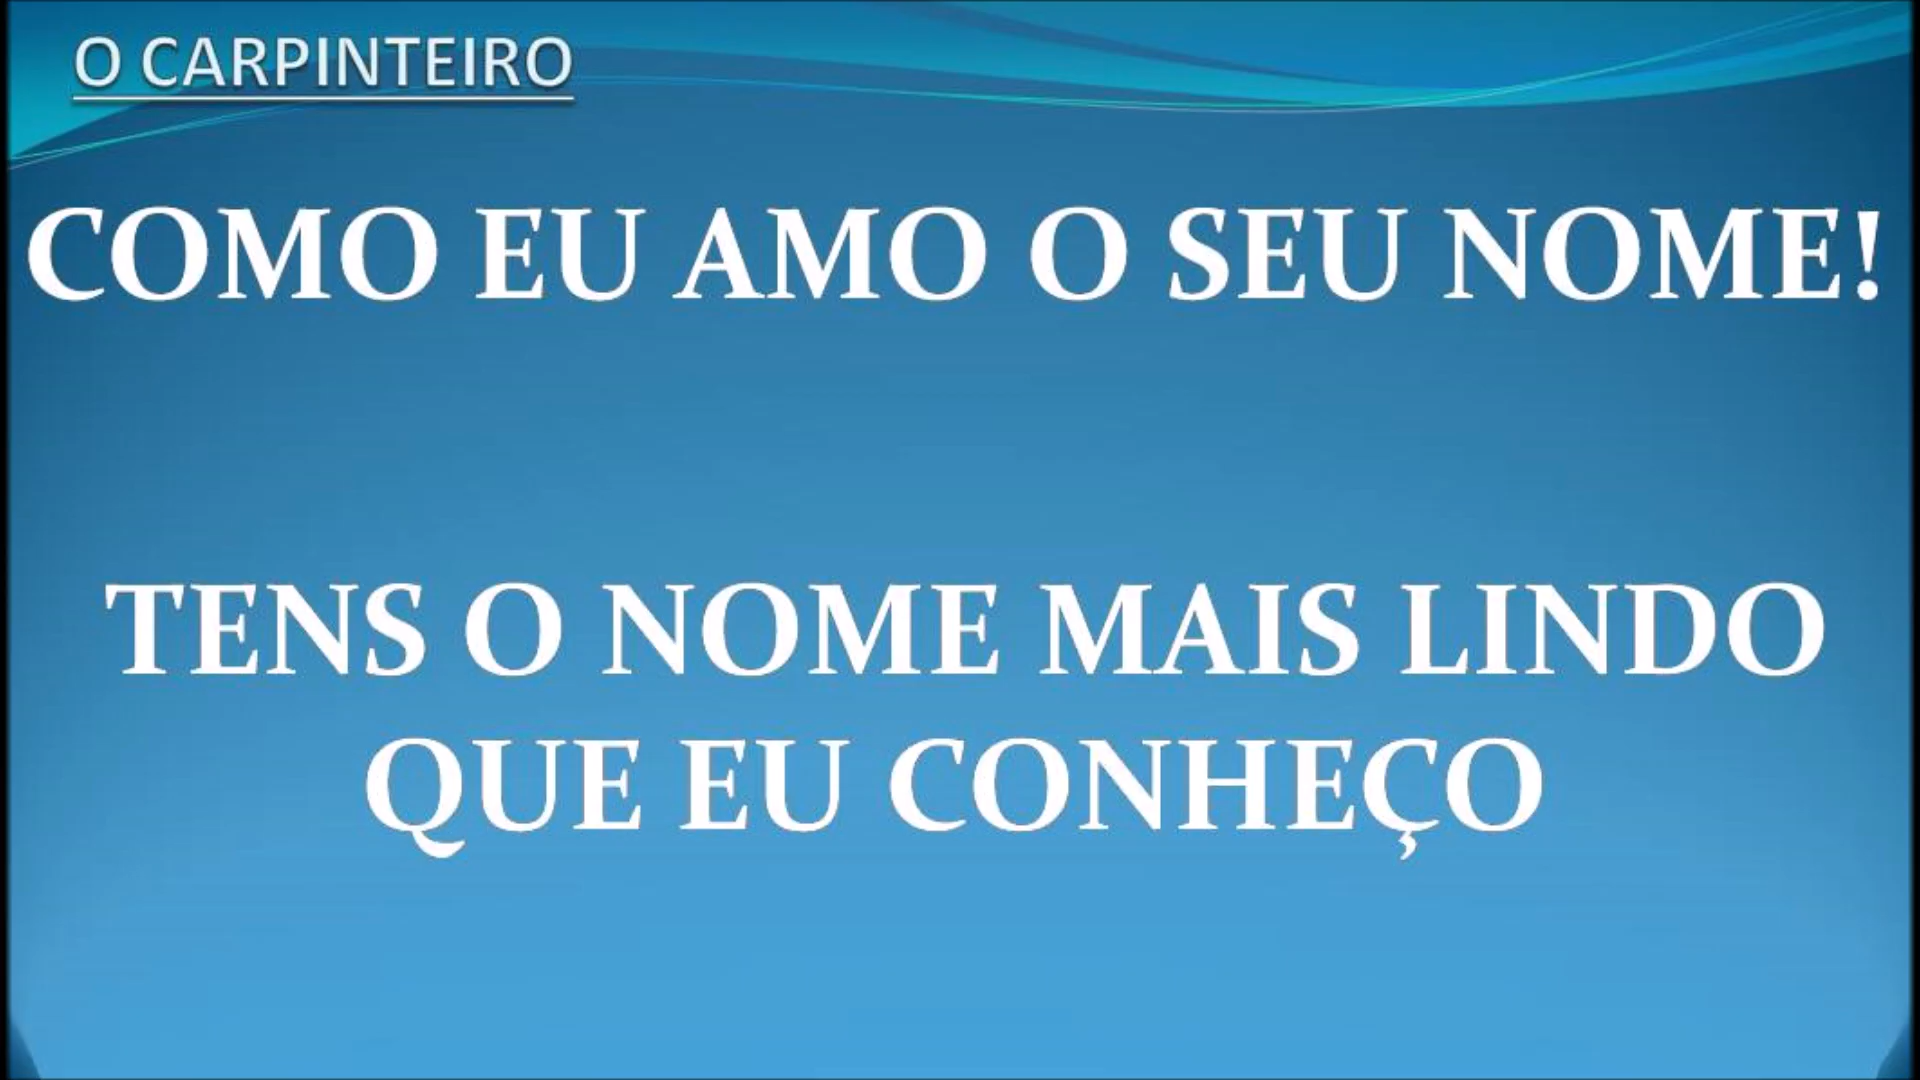 O CARPINTEIRO
COMO EU AMO O SEU NOME!
TENS O NOME MAIS LINDO
QUE EU CONHEÇO